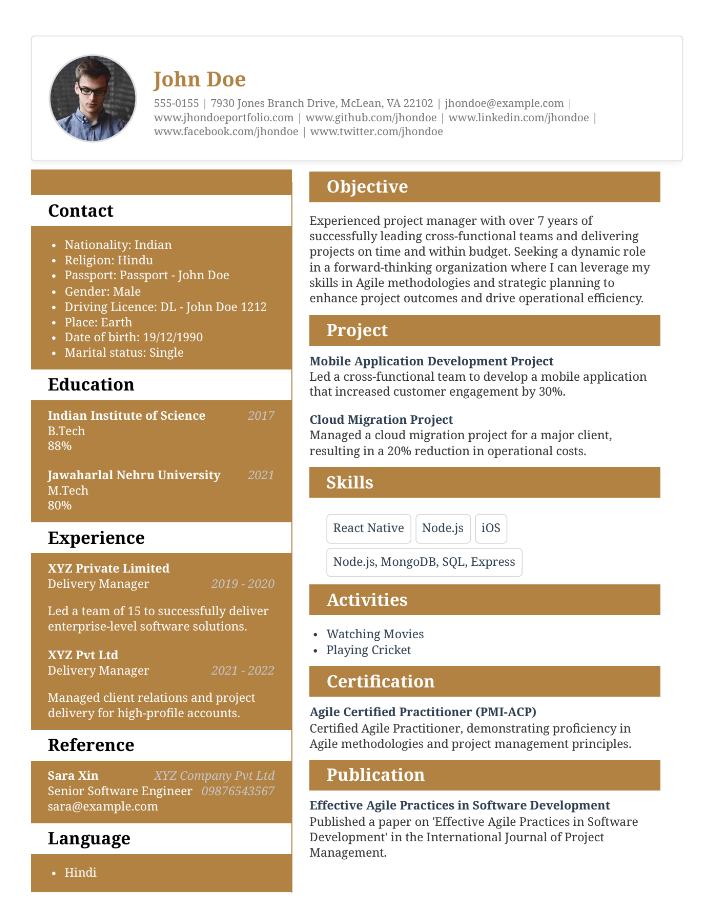 John Doe
555-0155 | 7930 Jones Branch Drive, McLean, VA 22102 | jhondoe@example.com |
www.jhondoeportfolio.com | www.github.com/jhondoe | www.linkedin.com/jhondoe |
www.facebook.com/jhondoe | www.twitter.com/jhondoe
Contact
• Nationality: Indian
• Religion: Hindu
• Passport: Passport - John Doe
• Gender: Male
• Driving Licence: DL - John Doe 1212
• Place: Earth
• Date of birth: 19/12/1990
• Marital status: Single
Education
Indian Institute of Science 2017
B.Tech
88%
Jawaharlal Nehru University 2021
M.Tech
80%
Experience
XYZ Private Limited
Delivery Manager 2019 - 2020
Led a team of 15 to successfully deliver
enterprise-level software solutions.
XYZ Pvt Ltd
Delivery Manager 2021 - 2022
Managed client relations and project
delivery for high-profile accounts.
Reference
Sara Xin XYZ Company Pvt Ltd
Senior Software Engineer 09876543567
sara@example.com
Language
• Hindi
Objective
Experienced project manager with over 7 years of
successfully leading cross-functional teams and delivering
projects on time and within budget. Seeking a dynamic role
in a forward-thinking organization where I can leverage my
skills in Agile methodologies and strategic planning to
enhance project outcomes and drive operational efficiency.
Project
Mobile Application Development Project
Led a cross-functional team to develop a mobile application
that increased customer engagement by 30%.
Cloud Migration Project
Managed a cloud migration project for a major client,
resulting in a 20% reduction in operational costs.
Skills
React Native Node.js iOS
Node.js, MongoDB, SQL, Express
Activities
• Watching Movies
• Playing Cricket
Certification
Agile Certified Practitioner (PMI-ACP)
Certified Agile Practitioner, demonstrating proficiency in
Agile methodologies and project management principles.
Publication
Effective Agile Practices in Software Development
Published a paper on 'Effective Agile Practices in Software
Development' in the International Journal of Project
Management.